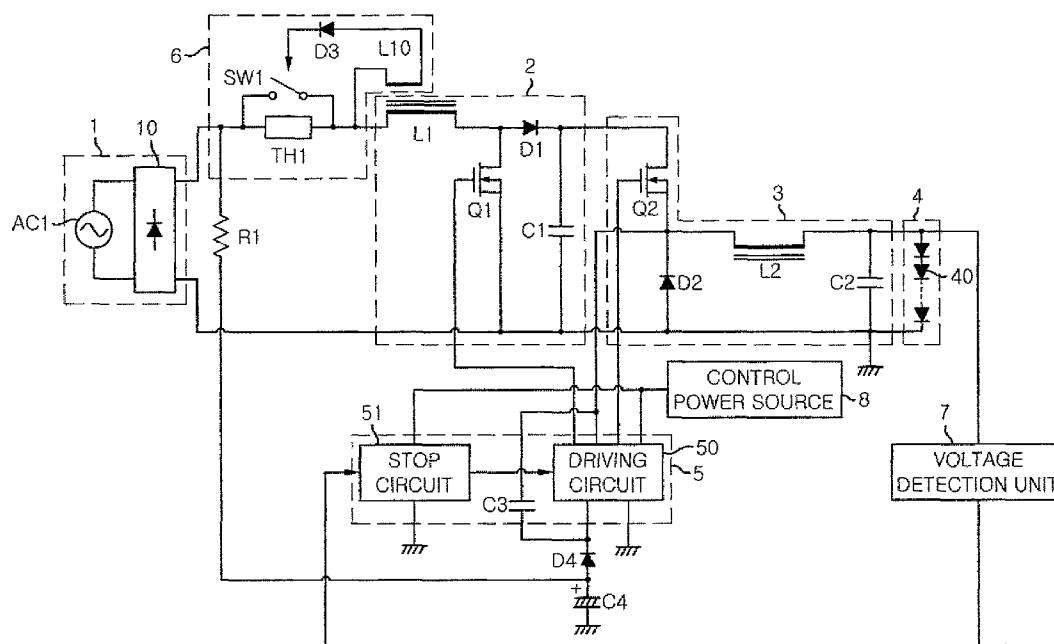 6
D3
L10
SW1
2
1
10
TH1
L1
D1
AC1
R1
Q1
C1
Q2
3
4
L2
D2
C2
40
CONTROL
POWER SOURCE
8
51
50
7
STOP
CIRCUIT
DRIVING
CIRCUIT
5
VOLTAGE
DETECTION UNIT
C3
D4
+
C4